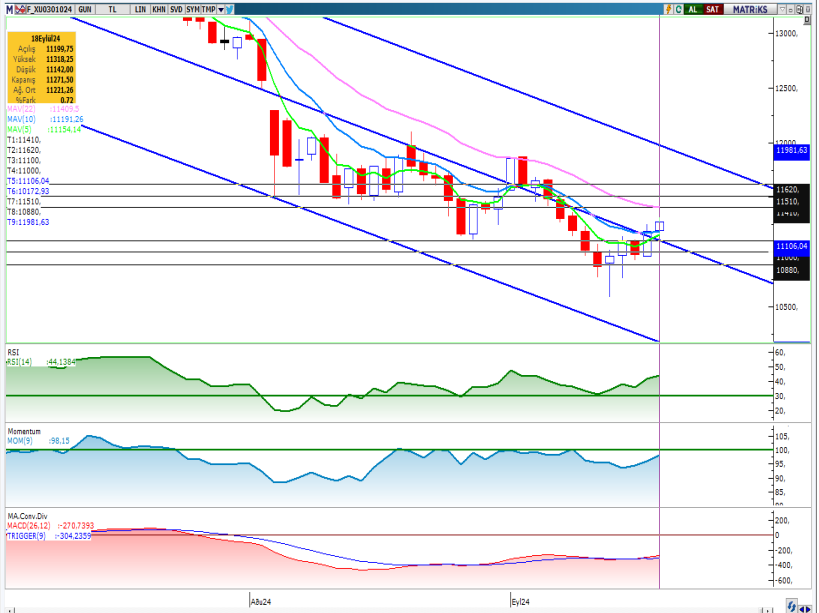 M F_XU0301024 GUN TL LIN KHN SVD SYM TMP C AL SAT MATRiKS
18Eylül24
Açılış 11199,75
Yüksek 11318,25
Düşük 11142,00
Kapanış 11271,50
Ağ. Ort 11221,26
%Fark 0.72
MAV(22) :11409,5
MAV(10) :11191,26
MAV(5) :11154,14
T1:11410,
T2:11620,
T3:11100,
T4:11000,
T5:11106.04
T6:10172,93
T7:11510,
T8:10880,
T9:11981.63
13000,
12500,
12000,
11981.63
11620,
11510,
11410,
11106.04
11000,
10880,
10500,
RSI
RSI(14) :44,1384
60,
50,
40,
30,
20,
Momentum
MOM(9) :98.15
105,
100,
95,
90,
85,
MA.Conv.Div
MACD(26,12) :-270,7393
TRIGGER(9) :-304,2359
200,
0
-200,
-400,
-600,
Ağu24
Eyl24